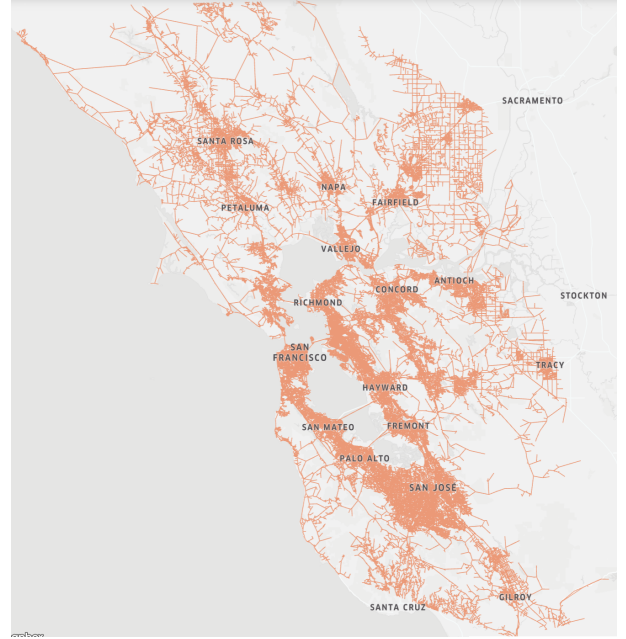 SACRAMENTO
SANTA ROSA
NAPA
FAIRFIELD
PETALUMA
VALLEJO
ANTIOCH
CONCORD
STOCKTON
RICHMOND
SAN
FRANCISCO
TRACY
HAYWARD
SAN MATEO
FREMONT
PALO ALTO
SAN JOSÉ
GILROY
SANTA CRUZ